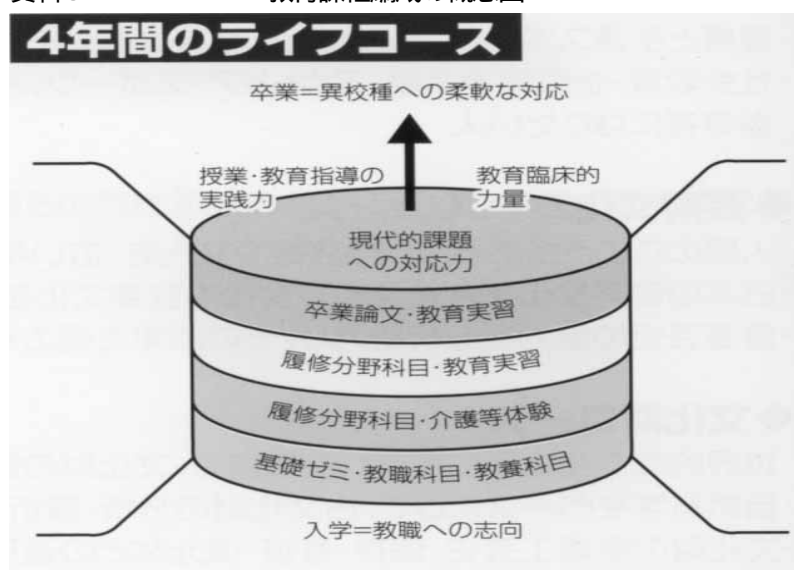 4年間のライフコース
卒業=異校種への柔軟な対応
授業・教育指導の
実践力
教育臨床的
力量
現代的課題
への対応力
卒業論文・教育実習
履修分野科目・教育実習
履修分野科目・介護等体験
基礎ゼミ・教職科目・教養科目
入学=教職への志向